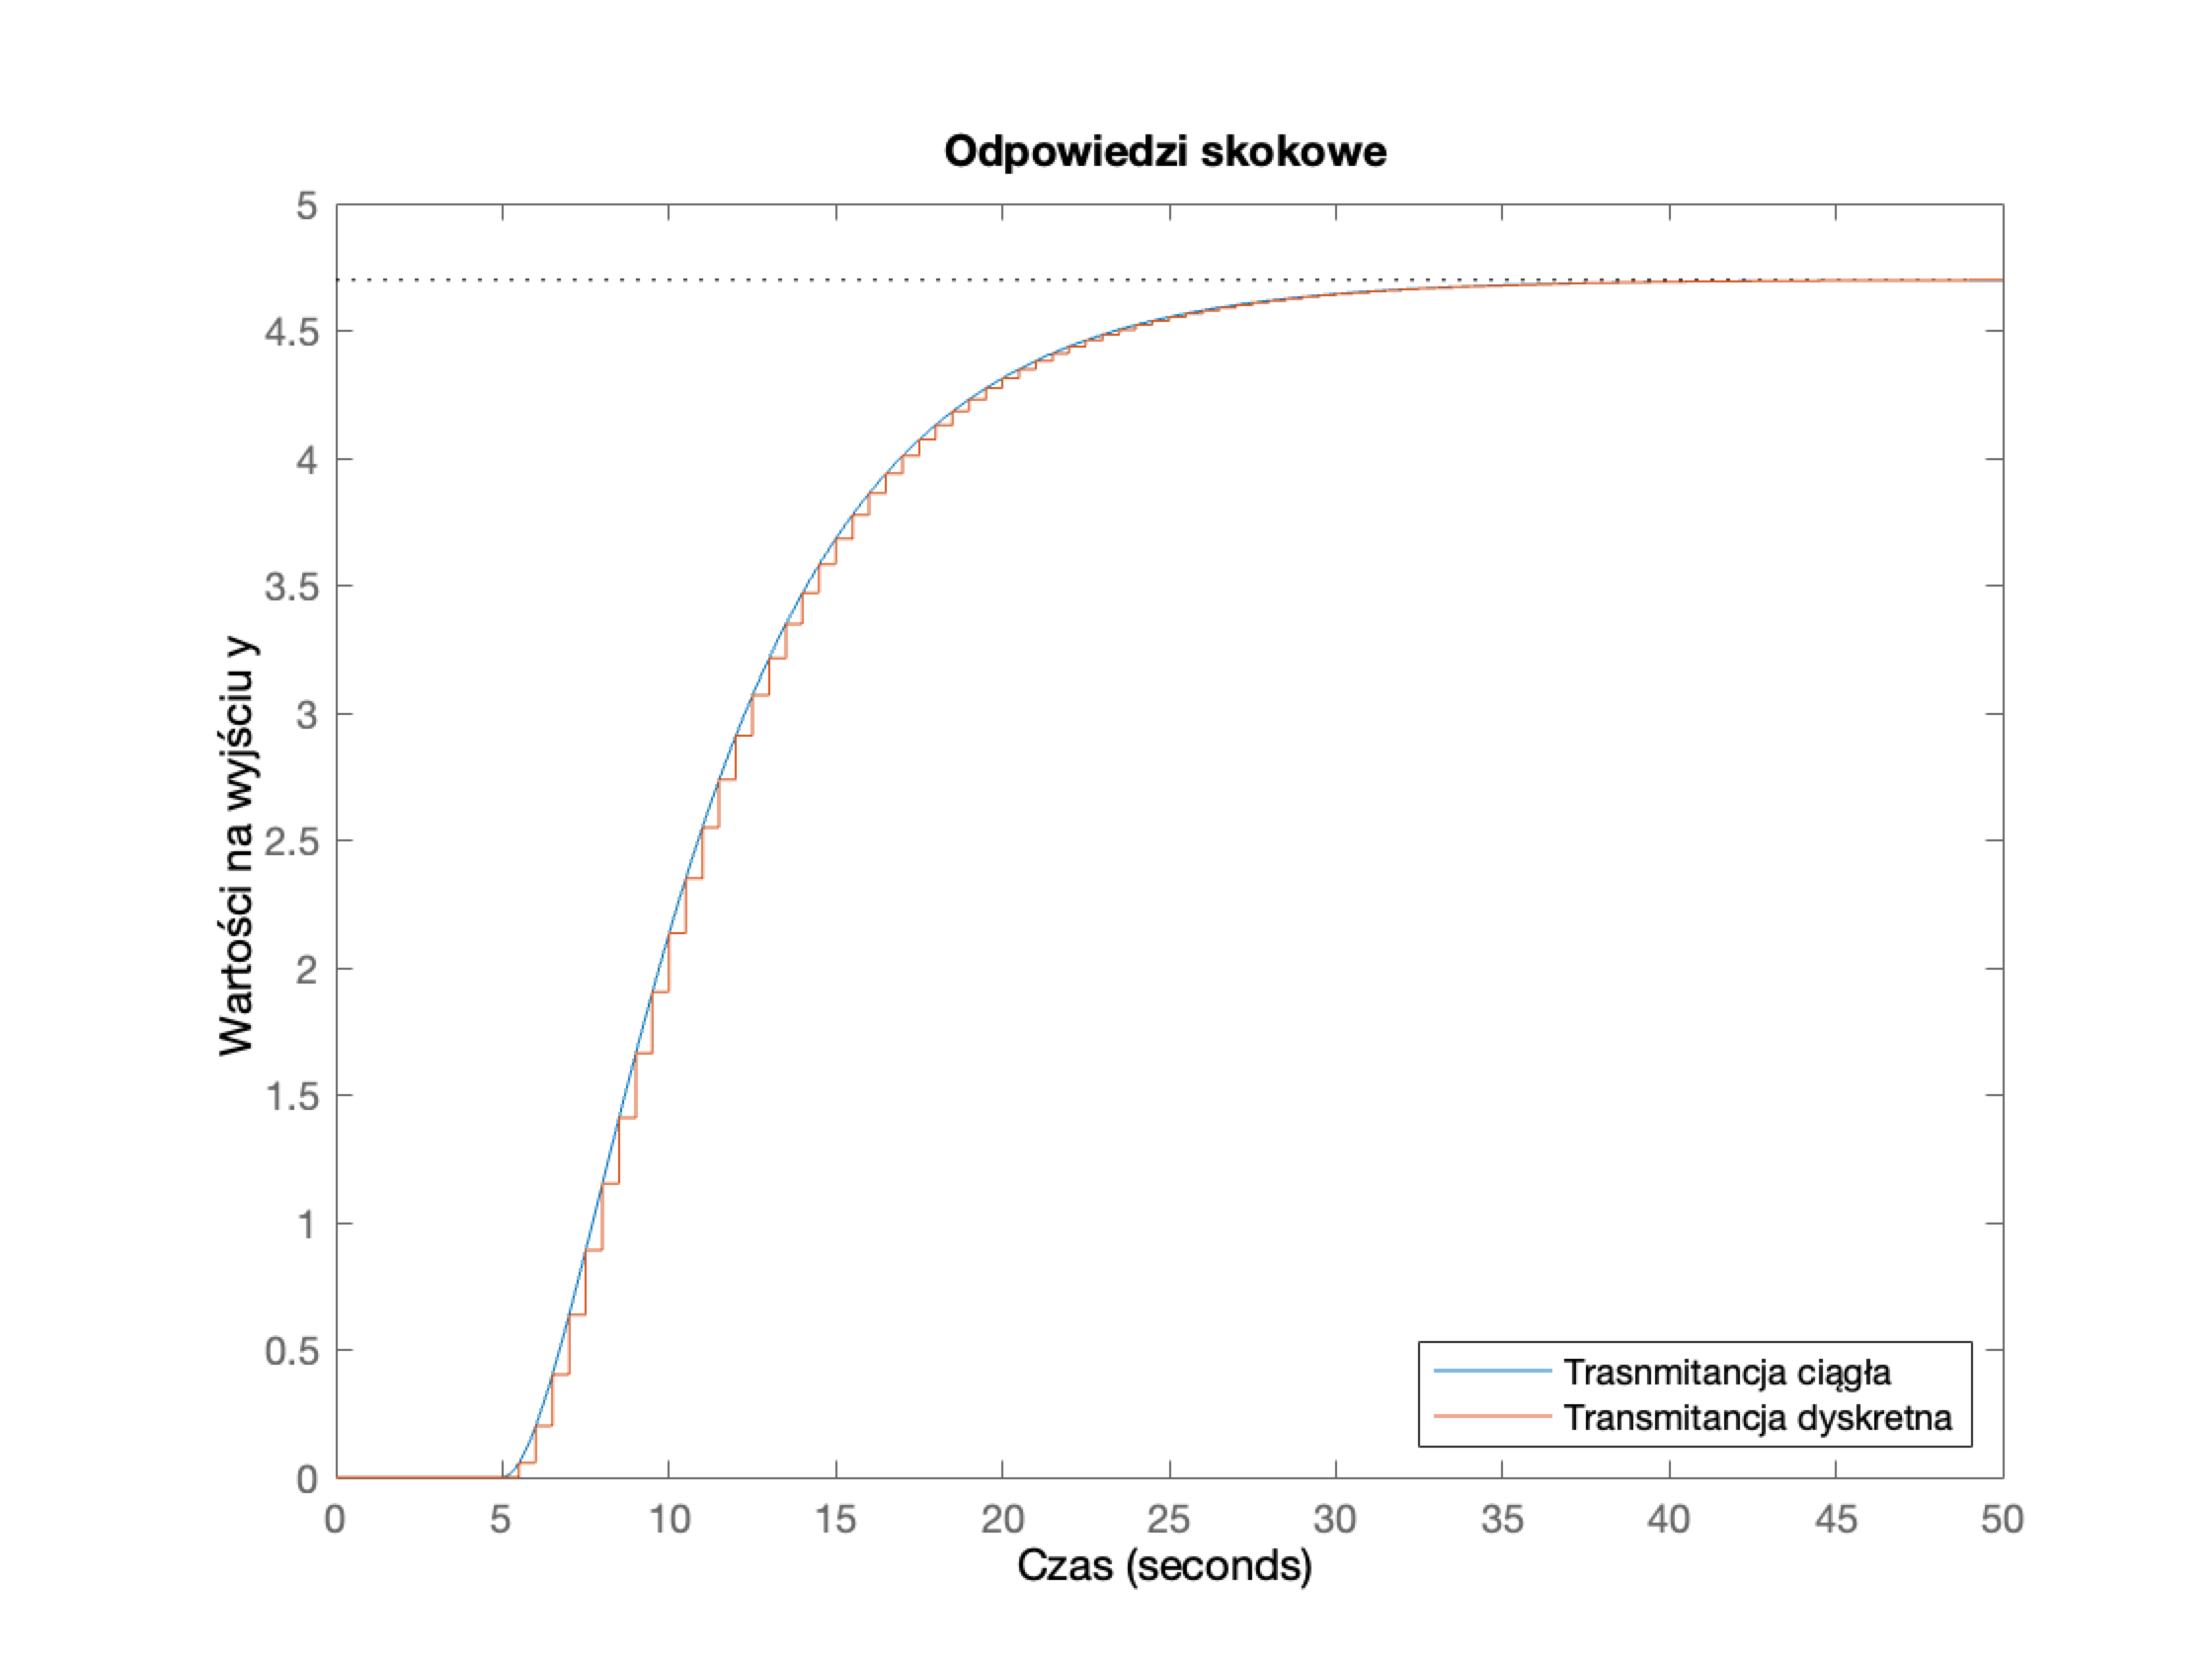 Odpowiedzi skokowe
5
4.5
4
3.5
3
2.5
2
1.5
1
0.5
0
Wartości na wyjściu y
Trasnmitancja ciągła
Transmitancja dyskretna
0 5 10 15 20 25 30 35 40 45 50
Czas (seconds)